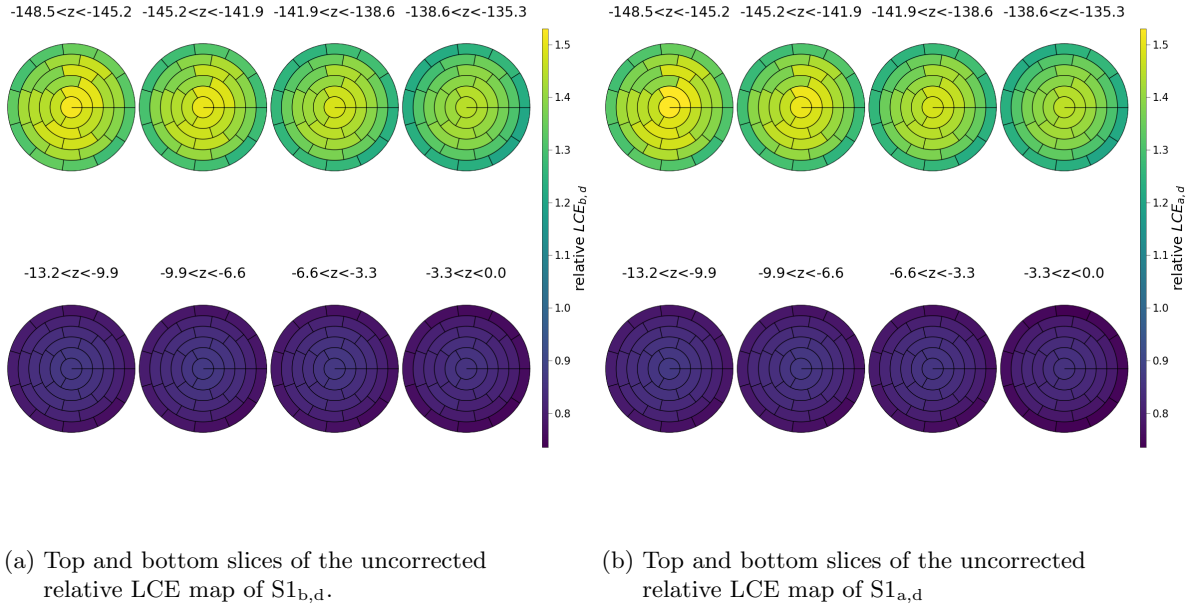 -148.5<z<-145.2 -145.2<z<-141.9 -141.9<z<-138.6 -138.6<z<-135.3
1.5
1.4
1.3
1.2
1.1
1.0
0.9
0.8
relative LCE_{b,d}
-13.2<z<-9.9 -9.9<z<-6.6 -6.6<z<-3.3 -3.3<z<0.0
(a) Top and bottom slices of the uncorrected
relative LCE map of S1_{b,d}.
-148.5<z<-145.2 -145.2<z<-141.9 -141.9<z<-138.6 -138.6<z<-135.3
1.5
1.4
1.3
1.2
1.1
1.0
0.9
0.8
relative LCE_{a,d}
-13.2<z<-9.9 -9.9<z<-6.6 -6.6<z<-3.3 -3.3<z<0.0
(b) Top and bottom slices of the uncorrected
relative LCE map of S1_{a,d}